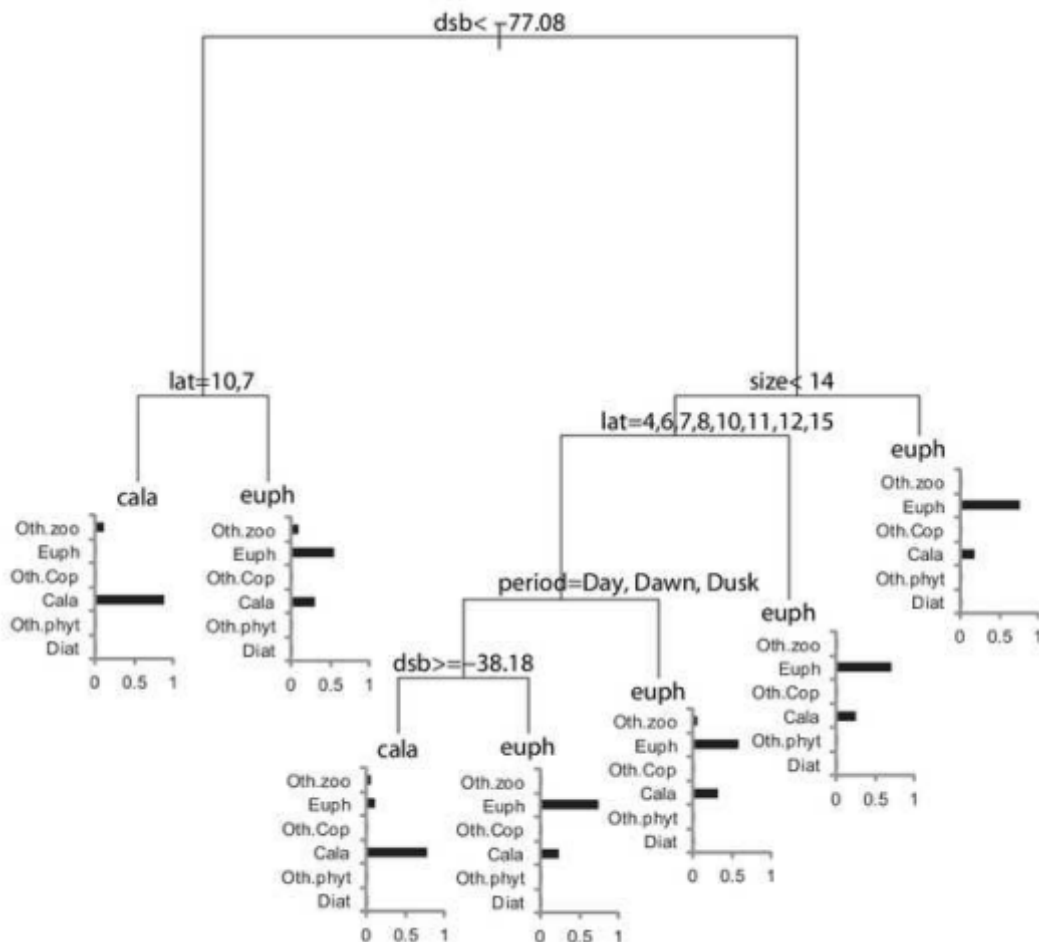 dsb< −77.08
lat=10,7
size< 14
lat=4,6,7,8,10,11,12,15
euph
Oth.zoo
Euph
Oth.Cop
Cala
Oth.phyt
Diat
0 0.5 1
cala
Oth.zoo
Euph
Oth.Cop
Cala
Oth.phyt
Diat
0 0.5 1
euph
Oth.zoo
Euph
Oth.Cop
Cala
Oth.phyt
Diat
0 0.5 1
period=Day, Dawn, Dusk
euph
Oth.zoo
Euph
Oth.Cop
Cala
Oth.phyt
Diat
0 0.5 1
dsb>=−38.18
euph
Oth.zoo
Euph
Oth.Cop
Cala
Oth.phyt
Diat
0 0.5 1
cala
Oth.zoo
Euph
Oth.Cop
Cala
Oth.phyt
Diat
0 0.5 1
euph
Oth.zoo
Euph
Oth.Cop
Cala
Oth.phyt
Diat
0 0.5 1